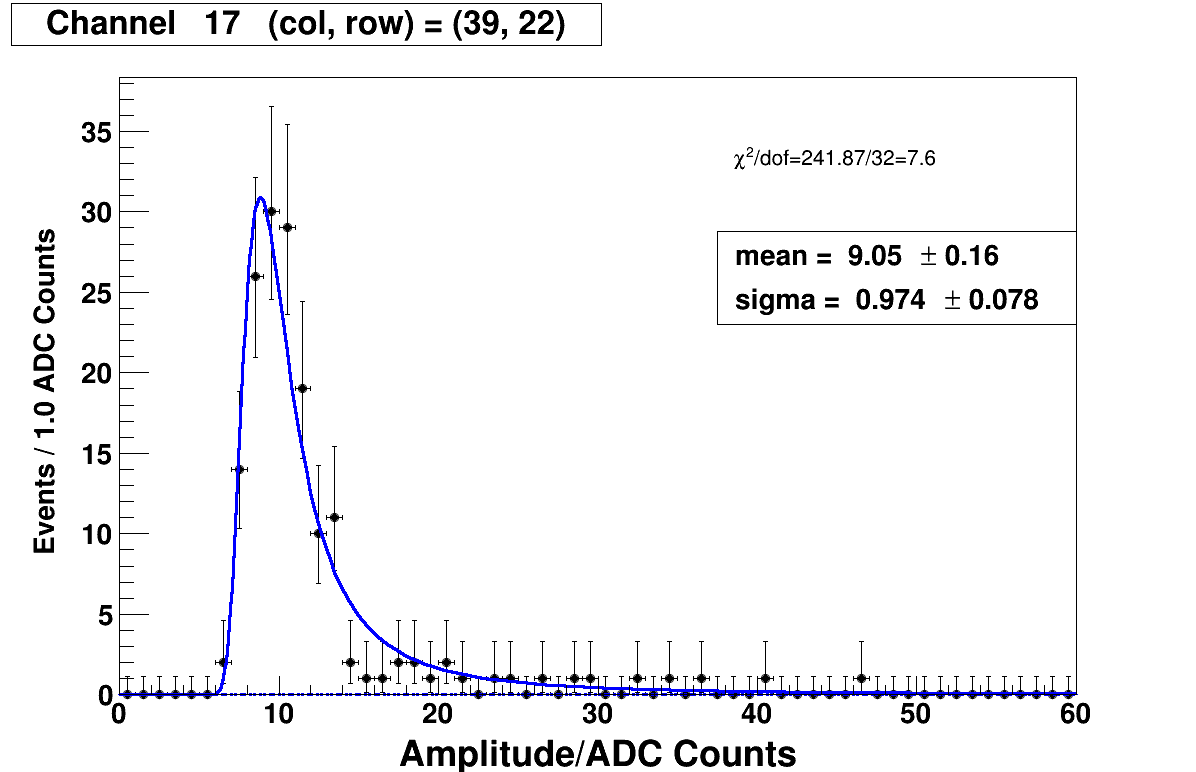 Channel 17 (col, row) = (39, 22)
χ²/dof=241.87/32=7.6
mean = 9.05 ± 0.16
sigma = 0.974 ± 0.078
Events / 1.0 ADC Counts
35
30
25
20
15
10
5
0
0 10 20 30 40 50 60
Amplitude/ADC Counts